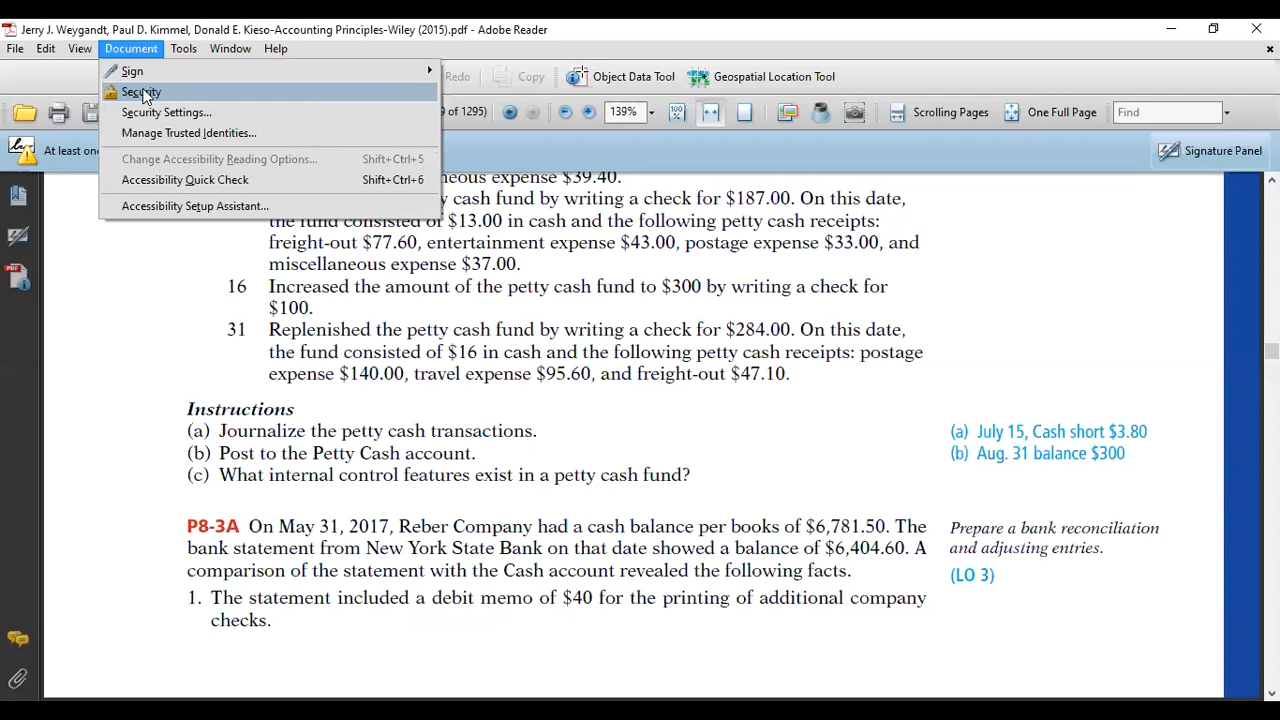 Jerry J. Weygandt, Paul D. Kimmel, Donald E. Kieso-Accounting Principles-Wiley (2015).pdf - Adobe Reader
File Edit View Document Tools Window Help
Sign
Security
Security Settings...
Manage Trusted Identities...
Change Accessibility Reading Options... Shift+Ctrl+5
Accessibility Quick Check Shift+Ctrl+6
Accessibility Setup Assistant...
Redo Copy Object Data Tool Geospatial Location Tool
of 1295) 139% Scrolling Pages One Full Page Find
At least one Signature Panel
expense $39.40.
cash fund by writing a check for $187.00. On this date,
the fund consisted of $13.00 in cash and the following petty cash receipts:
freight-out $77.60, entertainment expense $43.00, postage expense $33.00, and
miscellaneous expense $37.00.
16 Increased the amount of the petty cash fund to $300 by writing a check for
$100.
31 Replenished the petty cash fund by writing a check for $284.00. On this date,
the fund consisted of $16 in cash and the following petty cash receipts: postage
expense $140.00, travel expense $95.60, and freight-out $47.10.
Instructions
(a) Journalize the petty cash transactions.
(b) Post to the Petty Cash account.
(c) What internal control features exist in a petty cash fund?
(a) July 15, Cash short $3.80
(b) Aug. 31 balance $300
P8-3A On May 31, 2017, Reber Company had a cash balance per books of $6,781.50. The
bank statement from New York State Bank on that date showed a balance of $6,404.60. A
comparison of the statement with the Cash account revealed the following facts.
Prepare a bank reconciliation
and adjusting entries.
(LO 3)
1. The statement included a debit memo of $40 for the printing of additional company
checks.